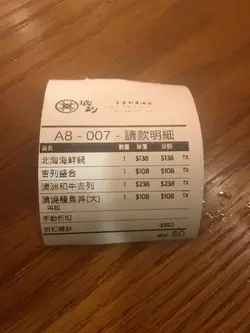 A8 - 007 - 請款明細
品名 數量 單價 金額
北海海鮮鍋 1 $138 $138 TX
吉列盛合 1 $108 $108 TX
澳洲和牛吉列 1 $238 $238 TX
蒲燒鰻魚丼(大) 1 $108 $108 TX
手動折扣
折扣總計